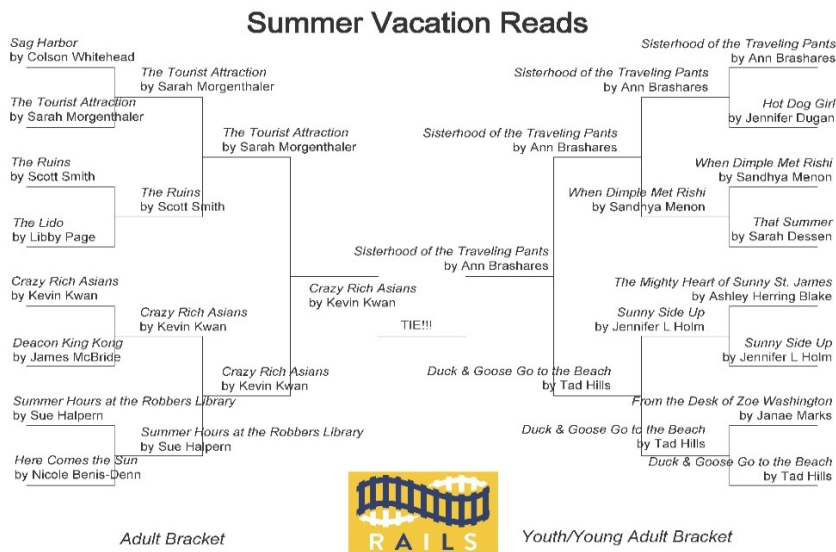 Summer Vacation Reads
Sag Harbor
by Colson Whitehead
The Tourist Attraction
by Sarah Morgenthaler
The Ruins
by Scott Smith
The Lido
by Libby Page
Crazy Rich Asians
by Kevin Kwan
Deacon King Kong
by James McBride
Summer Hours at the Robbers Library
by Sue Halpern
Here Comes the Sun
by Nicole Benis-Denn
The Tourist Attraction
by Sarah Morgenthaler
The Ruins
by Scott Smith
Crazy Rich Asians
by Kevin Kwan
Summer Hours at the Robbers Library
by Sue Halpern
The Tourist Attraction
by Sarah Morgenthaler
Crazy Rich Asians
by Kevin Kwan
Crazy Rich Asians
by Kevin Kwan
TIE!!!
Sisterhood of the Traveling Pants
by Ann Brashares
Sisterhood of the Traveling Pants
by Ann Brashares
Duck & Goose Go to the Beach
by Tad Hills
Sisterhood of the Traveling Pants
by Ann Brashares
When Dimple Met Rishi
by Sandhya Menon
Sunny Side Up
by Jennifer L Holm
Duck & Goose Go to the Beach
by Tad Hills
Sisterhood of the Traveling Pants
by Ann Brashares
Hot Dog Girl
by Jennifer Dugan
When Dimple Met Rishi
by Sandhya Menon
That Summer
by Sarah Dessen
The Mighty Heart of Sunny St. James
by Ashley Herring Blake
Sunny Side Up
by Jennifer L Holm
From the Desk of Zoe Washington
by Janae Marks
Duck & Goose Go to the Beach
by Tad Hills
Adult Bracket
RAILS
Youth/Young Adult Bracket